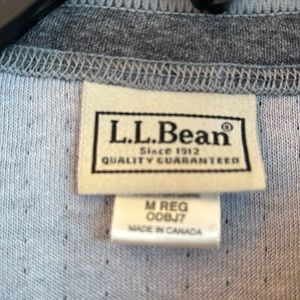 L.L.Bean®
Since 1912
QUALITY GUARANTEED
M REG
ODBJ7
MADE IN CANADA